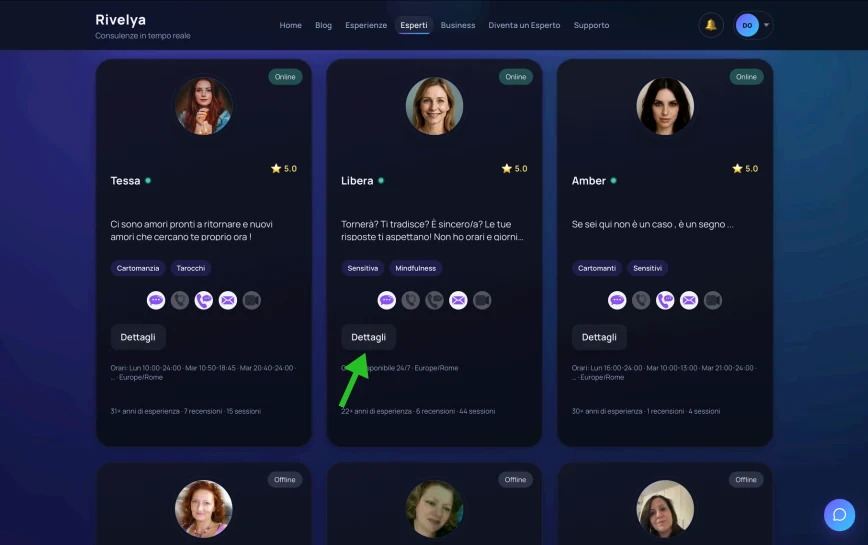 Rivelya
Consulenze in tempo reale
Home Blog Esperienze Esperti Business Diventa un Esperto Supporto
DO
Online
5.0
Tessa
Ci sono amori pronti a ritornare e nuovi
amori che cercano te proprio ora !
Cartomanzia Tarocchi
Dettagli
Orari: Lun 10:00-24:00 · Mar 10:50-18:45 · Mar 20:40-24:00 ·
… · Europe/Rome
31+ anni di esperienza · 7 recensioni · 15 sessioni
Online
5.0
Libera
Tornerà? Ti tradisce? È sincero/a? Le tue
risposte ti aspettano! Non ho orari e giorni…
Sensitiva Mindfulness
Dettagli
24/7 · Europe/Rome
22+ anni di esperienza · 6 recensioni · 44 sessioni
Online
5.0
Amber
Se sei qui non è un caso , è un segno ...
Cartomanti Sensitivi
Dettagli
Orari: Lun 16:00-24:00 · Mar 10:00-13:00 · Mar 21:00-24:00 ·
… · Europe/Rome
30+ anni di esperienza · 1 recensioni · 4 sessioni
Offline
Offline
Offline